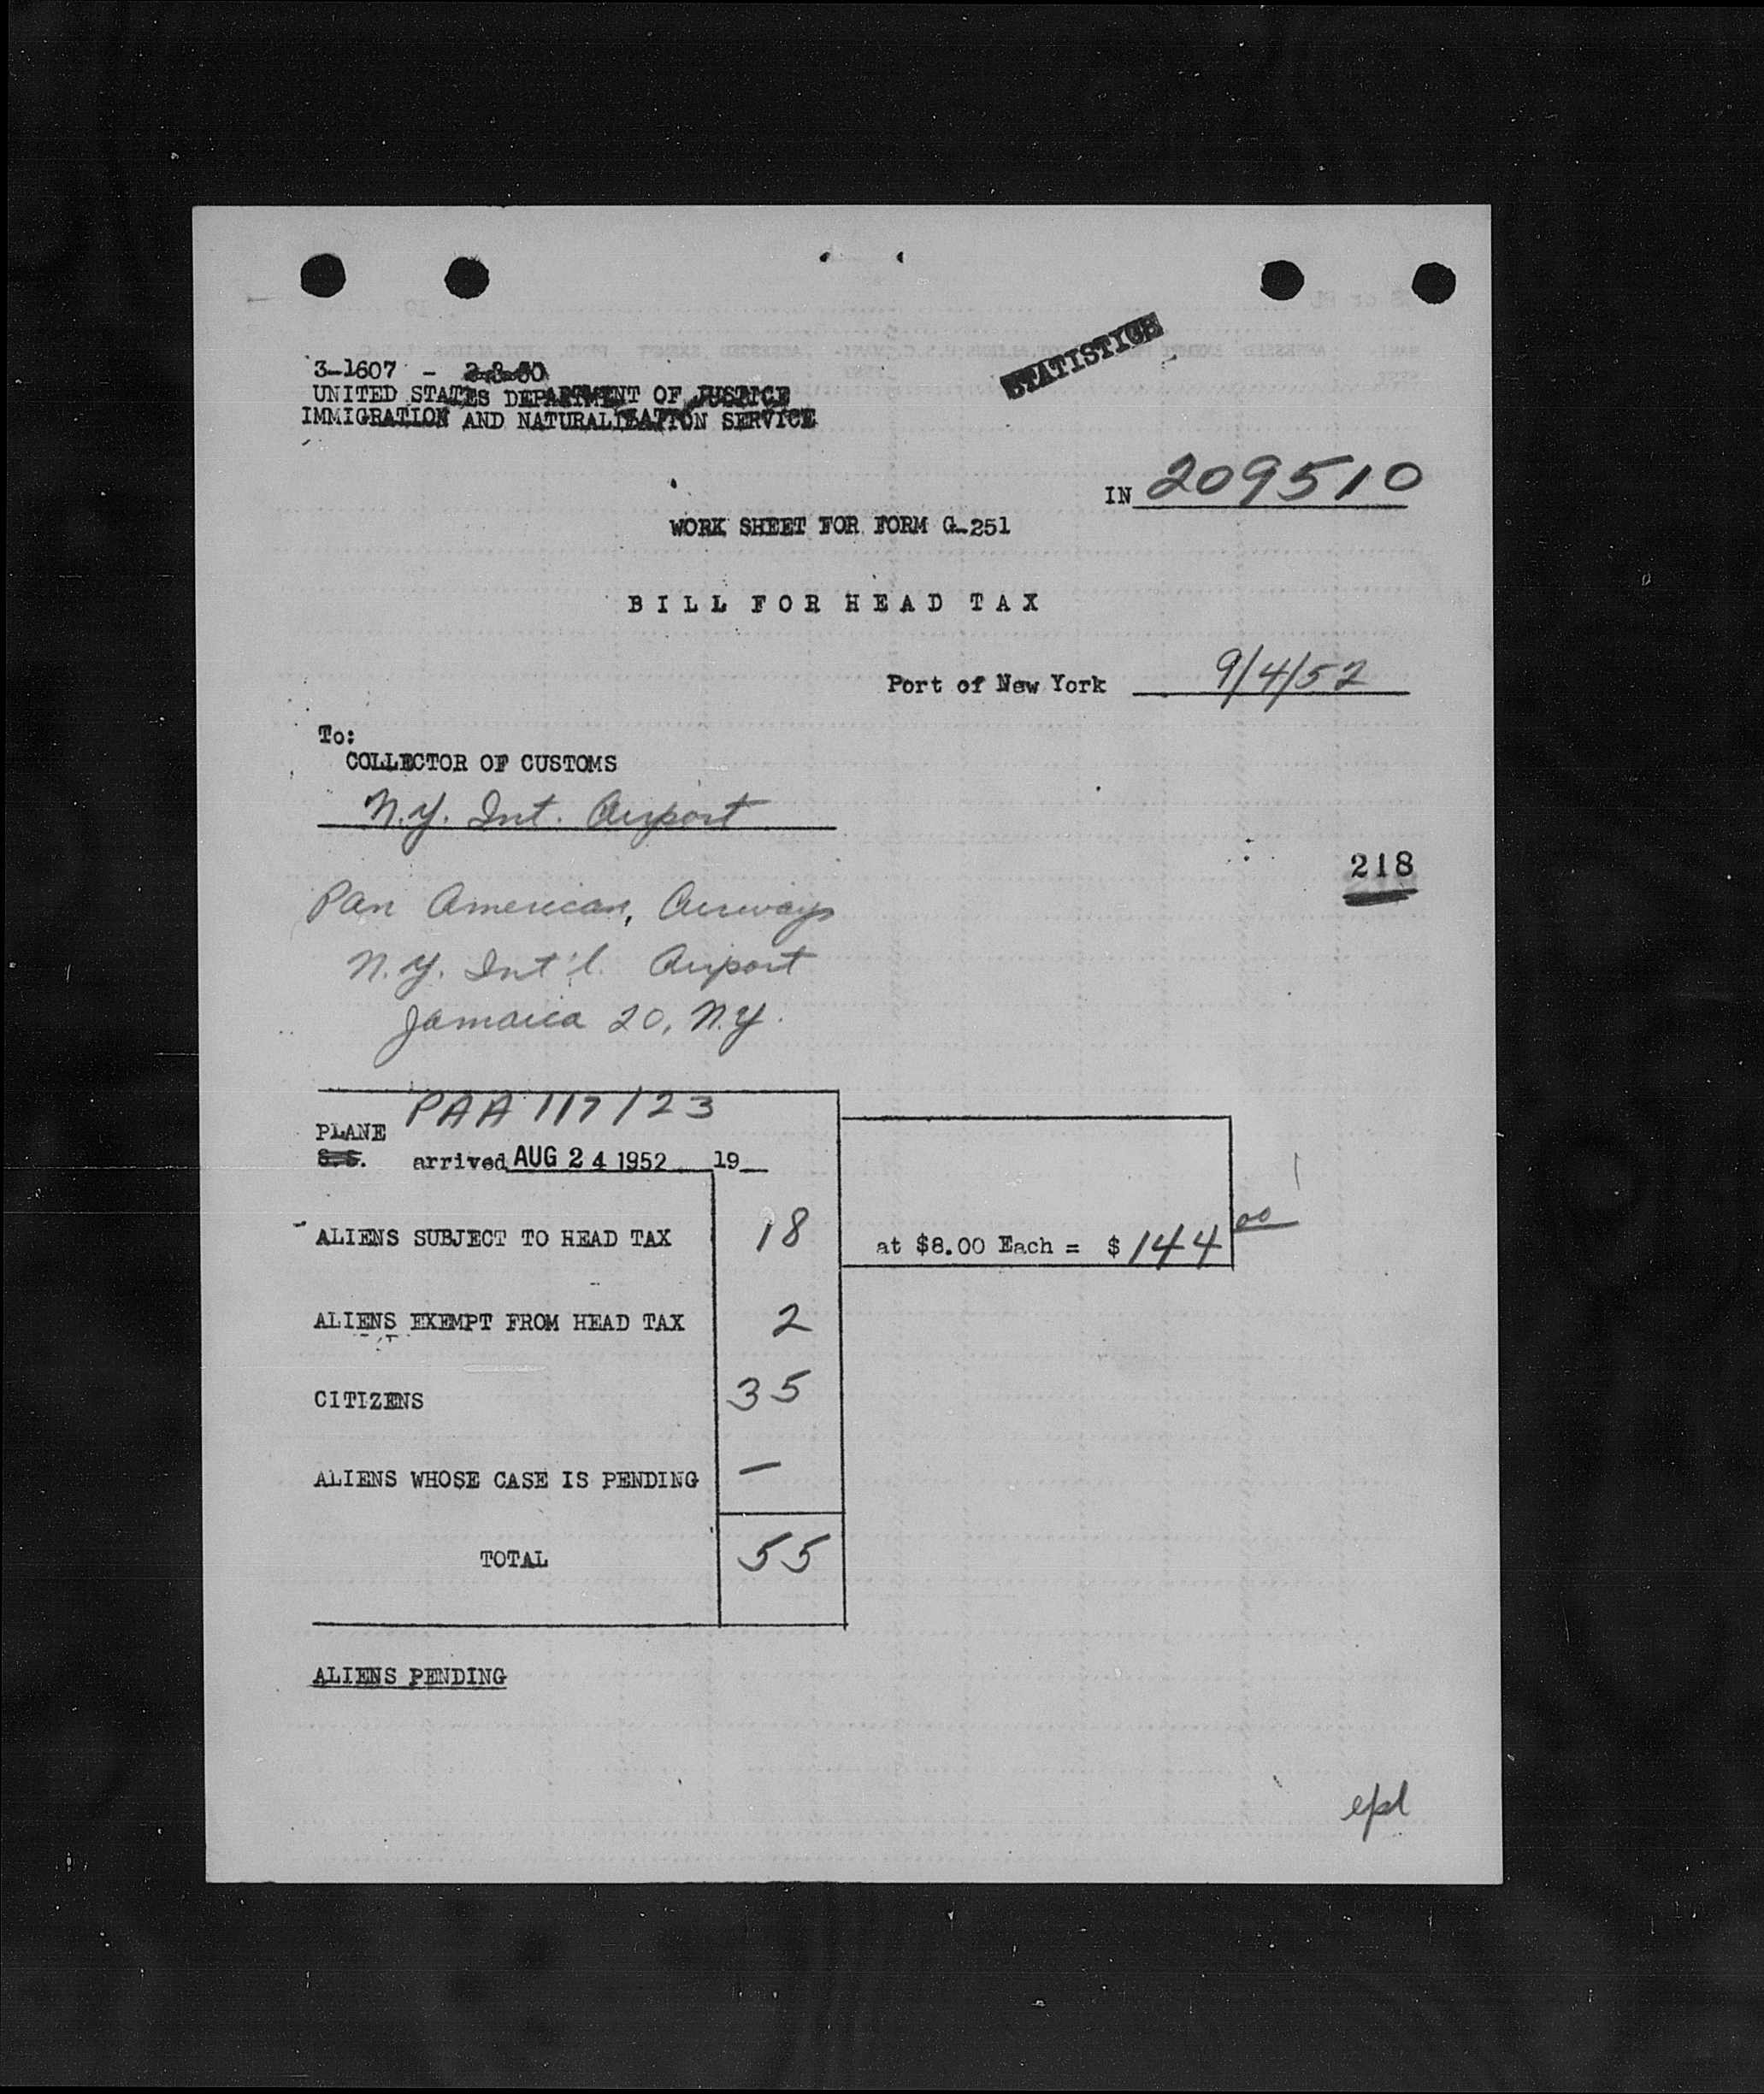 STATISTICS
3-1607 - 2-8-50
UNITED STATES DEPARTMENT OF JUSTICE
IMMIGRATION AND NATURALIZATION SERVICE
IN 209510
WORK SHEET FOR FORM G-251
BILL FOR HEAD TAX
Port of New York 9/4/52
To:
COLLECTOR OF CUSTOMS
N.Y. Int. Airport
218
Pan American, Airways
N.Y. Int'l. Airport
Jamaica 20, N.Y.
PAA 117/23
PLANE
S.S. arrived AUG 24 1952 19
ALIENS SUBJECT TO HEAD TAX 18 at $8.00 Each = $144 00
ALIENS EXEMPT FROM HEAD TAX 2
CITIZENS 35
ALIENS WHOSE CASE IS PENDING —
TOTAL 55
ALIENS PENDING